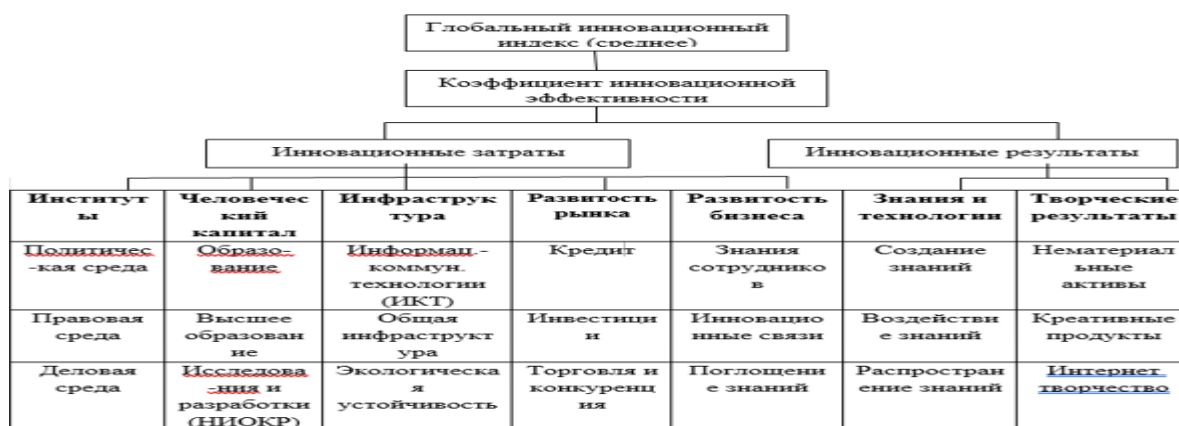 Глобальный инновационный
индекс (среднее)
Коэффициент инновационной
эффективности
Инновационные затраты
Инновационные результаты
Институт
ы
Человечес
кий
капитал
Инфраструк
тура
Развитость
рынка
Развитость
бизнеса
Знания и
технологии
Творческие
результаты
Политичес
-кая среда
Образо-
вание
Информац.-
коммун.
технологии
(ИКТ)
Кредит
Знания
сотруднико
в
Создание
знаний
Нематериал
ьные
активы
Правовая
среда
Высшее
образован
ие
Общая
инфраструкт
ура
Инвестици
и
Инновацио
нные связи
Воздействи
е знаний
Креативные
продукты
Деловая
среда
Исследова
-ния и
разработки
(НИОКР)
Экологическа
я
устойчивость
Торговля и
конкуренц
ия
Поглощени
е знаний
Распростран
ение знаний
Интернет
творчество